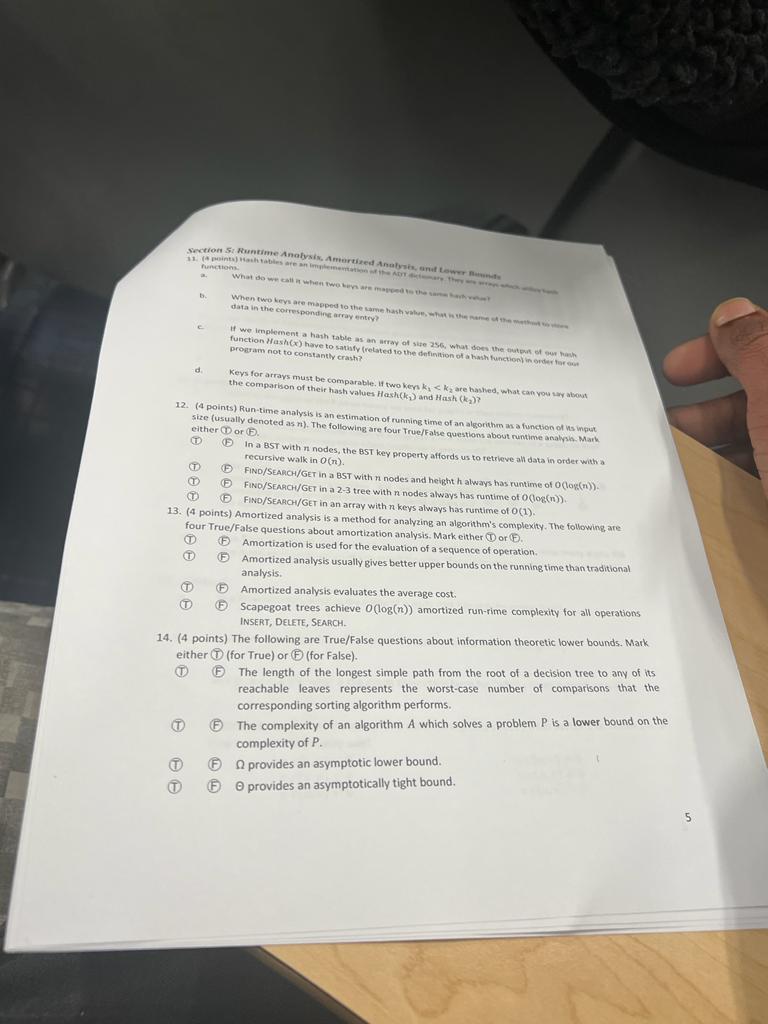 Section 5: Runtime Analysis, Amortized Analysis, and Lower Bounds
11. (4 points) Hash tables are an implementation of the ADT dictionary. They are arrays which utilize hash
functions.
a. What do we call it when two keys are mapped to the same hash value?
b. When two keys are mapped to the same hash value, what is the name of the method to store
data in the corresponding array entry?
c. If we implement a hash table as an array of size 256, what does the output of our hash
function Hash(x) have to satisfy (related to the definition of a hash function) in order for our
program not to constantly crash?
d. Keys for arrays must be comparable. If two keys k₁ < k₂ are hashed, what can you say about
the comparison of their hash values Hash(k₁) and Hash (k₂)?
12. (4 points) Run-time analysis is an estimation of running time of an algorithm as a function of its input
size (usually denoted as n). The following are four True/False questions about runtime analysis. Mark
either Ⓣ or Ⓕ.
Ⓣ Ⓕ In a BST with n nodes, the BST key property affords us to retrieve all data in order with a
recursive walk in O(n).
Ⓣ Ⓕ FIND/SEARCH/GET in a BST with n nodes and height h always has runtime of O(log(n)).
Ⓣ Ⓕ FIND/SEARCH/GET in a 2-3 tree with n nodes always has runtime of O(log(n)).
Ⓣ Ⓕ FIND/SEARCH/GET in an array with n keys always has runtime of O(1).
13. (4 points) Amortized analysis is a method for analyzing an algorithm's complexity. The following are
four True/False questions about amortization analysis. Mark either Ⓣ or Ⓕ.
Ⓣ Ⓕ Amortization is used for the evaluation of a sequence of operation.
Ⓣ Ⓕ Amortized analysis usually gives better upper bounds on the running time than traditional
analysis.
Ⓣ Ⓕ Amortized analysis evaluates the average cost.
Ⓣ Ⓕ Scapegoat trees achieve O(log(n)) amortized run-rime complexity for all operations
INSERT, DELETE, SEARCH.
14. (4 points) The following are True/False questions about information theoretic lower bounds. Mark
either Ⓣ (for True) or Ⓕ (for False).
Ⓣ Ⓕ The length of the longest simple path from the root of a decision tree to any of its
reachable leaves represents the worst-case number of comparisons that the
corresponding sorting algorithm performs.
Ⓣ Ⓕ The complexity of an algorithm A which solves a problem P is a lower bound on the
complexity of P.
Ⓣ Ⓕ Ω provides an asymptotic lower bound.
Ⓣ Ⓕ Θ provides an asymptotically tight bound.
5